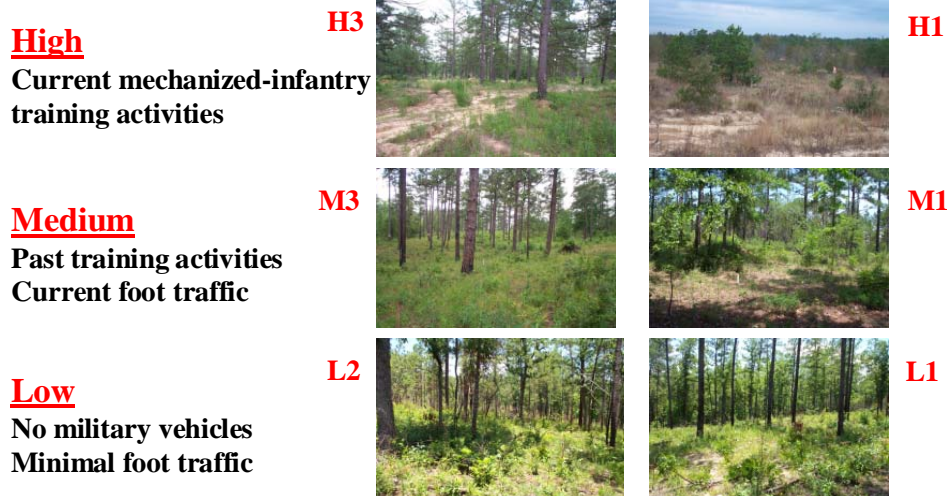 High
Current mechanized-infantry
training activities
H3
H1
Medium
Past training activities
Current foot traffic
M3
M1
Low
No military vehicles
Minimal foot traffic
L2
L1